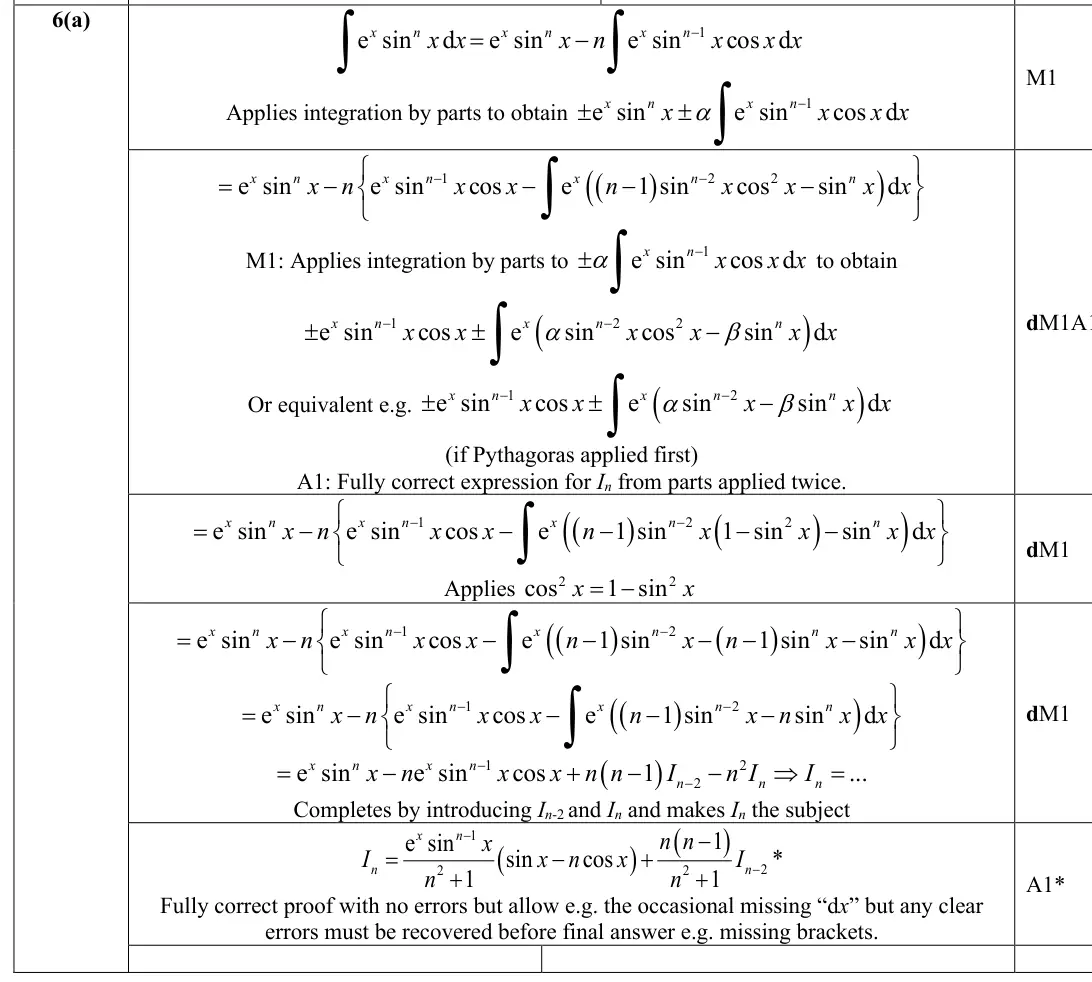 6(a)
∫ eˣ sinⁿ x dx = eˣ sinⁿ x − n ∫ eˣ sinⁿ⁻¹ x cos x dx
M1
Applies integration by parts to obtain ±eˣ sinⁿ x ± α ∫ eˣ sinⁿ⁻¹ x cos x dx
= eˣ sinⁿ x − n { eˣ sinⁿ⁻¹ x cos x − ∫ eˣ ((n −1) sinⁿ⁻² x cos² x − sinⁿ x) dx }
M1: Applies integration by parts to ±α ∫ eˣ sinⁿ⁻¹ x cos x dx to obtain
±eˣ sinⁿ⁻¹ x cos x ± ∫ eˣ (α sinⁿ⁻² x cos² x − β sinⁿ x) dx
dM1A1
Or equivalent e.g. ±eˣ sinⁿ⁻¹ x cos x ± ∫ eˣ (α sinⁿ⁻² x − β sinⁿ x) dx
(if Pythagoras applied first)
A1: Fully correct expression for Iₙ from parts applied twice.
= eˣ sinⁿ x − n { eˣ sinⁿ⁻¹ x cos x − ∫ eˣ ((n −1) sinⁿ⁻² x (1 − sin² x) − sinⁿ x) dx }
dM1
Applies cos² x = 1 − sin² x
= eˣ sinⁿ x − n { eˣ sinⁿ⁻¹ x cos x − ∫ eˣ ((n −1) sinⁿ⁻² x − (n −1) sinⁿ x − sinⁿ x) dx }
= eˣ sinⁿ x − n { eˣ sinⁿ⁻¹ x cos x − ∫ eˣ ((n −1) sinⁿ⁻² x − n sinⁿ x) dx }
dM1
= eˣ sinⁿ x − neˣ sinⁿ⁻¹ x cos x + n(n −1) Iₙ₋₂ − n² Iₙ ⇒ Iₙ = ...
Completes by introducing Iₙ₋₂ and Iₙ and makes Iₙ the subject
Iₙ = (eˣ sinⁿ⁻¹ x)/(n² +1) (sin x − n cos x) + (n(n −1))/(n² +1) Iₙ₋₂ *
A1*
Fully correct proof with no errors but allow e.g. the occasional missing “dx” but any clear
errors must be recovered before final answer e.g. missing brackets.